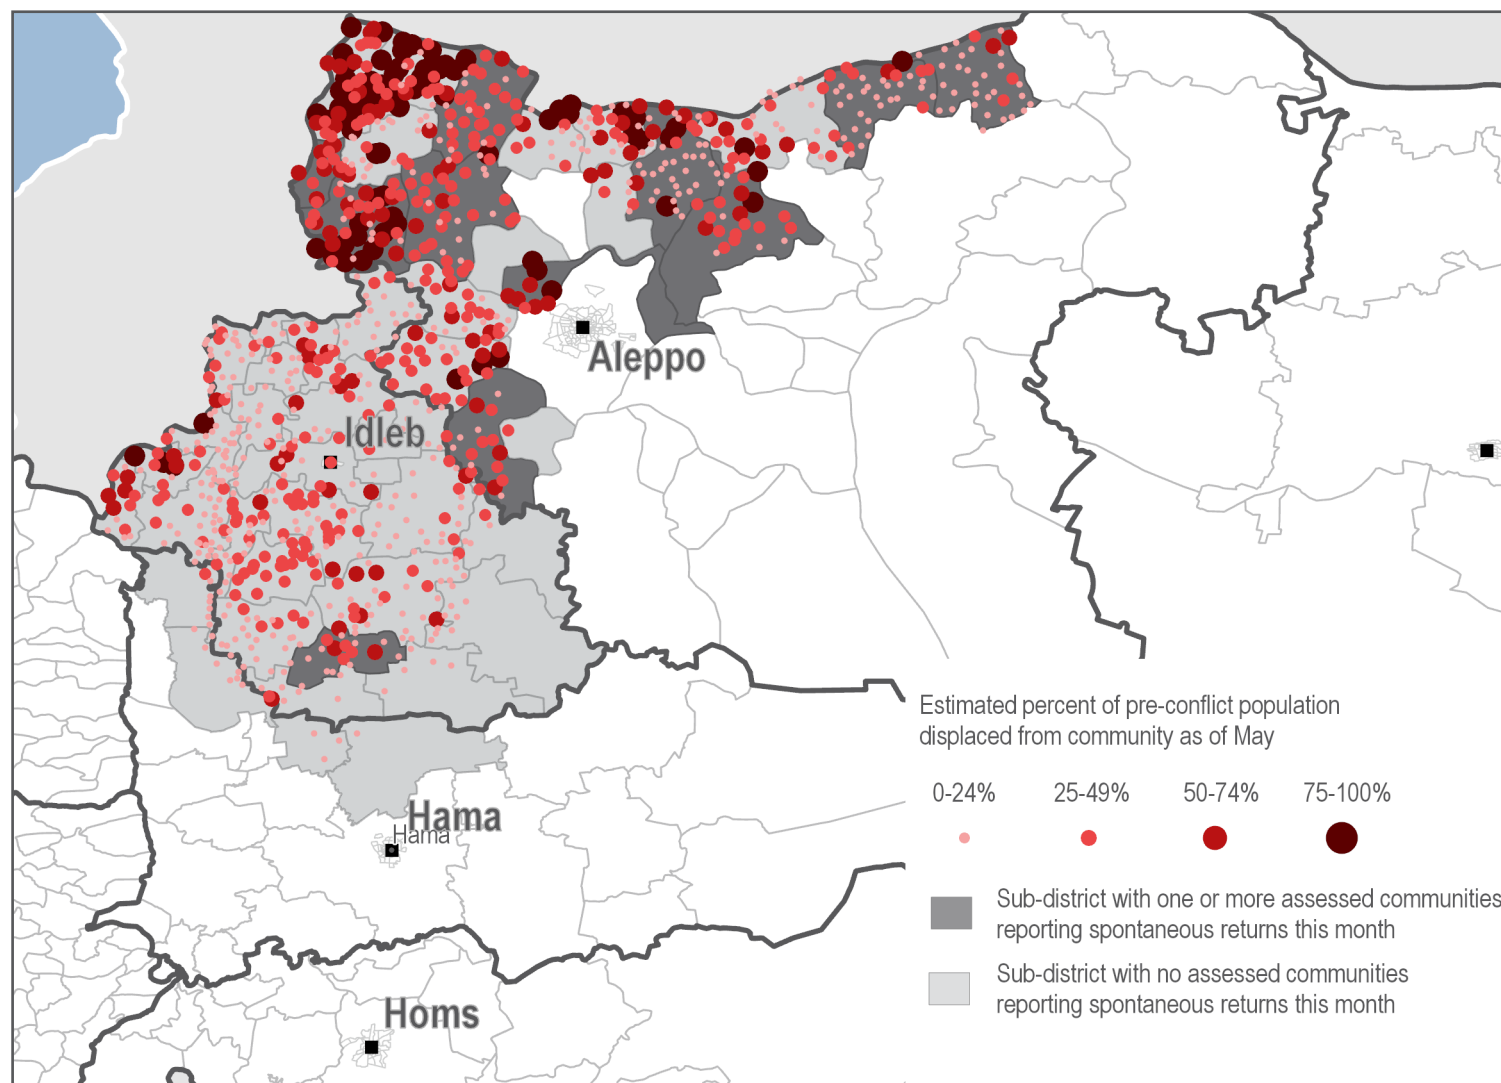 Aleppo
Idleb
Estimated percent of pre-conflict population
displaced from community as of May
0-24%
25-49%
50-74%
75-100%
Hama
Hama
Sub-district with one or more assessed communities
reporting spontaneous returns this month
Sub-district with no assessed communities
reporting spontaneous returns this month
Homs